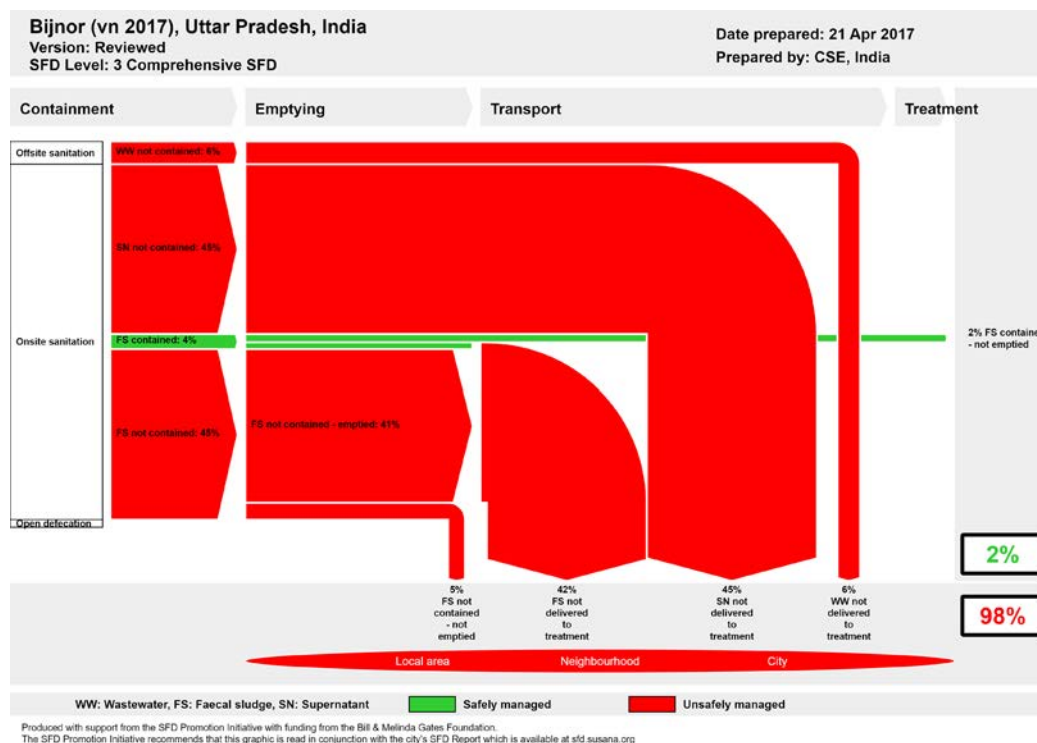 Bijnor (vn 2017), Uttar Pradesh, India
Version: Reviewed
SFD Level: 3 Comprehensive SFD
Date prepared: 21 Apr 2017
Prepared by: CSE, India
Containment
Emptying
Transport
Treatment
Offsite sanitation
WW not contained: 6%
SN not contained: 45%
Onsite sanitation
FS contained: 4%
2% FS containe
- not emptied
FS not contained: 45%
FS not contained - emptied: 41%
Open defecation
2%
5%
FS not
contained
- not
emptied
42%
FS not
delivered
to
treatment
45%
SN not
delivered
to
treatment
6%
WW not
delivered
to
treatment
98%
Local area
Neighbourhood
City
WW: Wastewater, FS: Faecal sludge, SN: Supernatant
Safely managed
Unsafely managed
Produced with support from the SFD Promotion Initiative with funding from the Bill & Melinda Gates Foundation.
The SFD Promotion Initiative recommends that this graphic is read in conjunction with the city's SFD Report which is available at sfd.susana.org